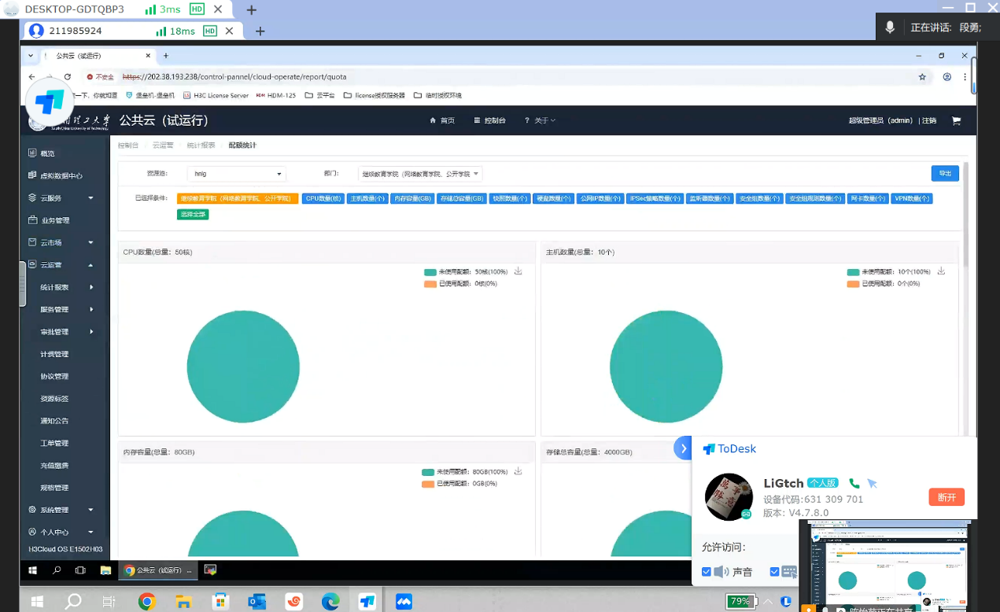 DESKTOP-GDTQBP3 3ms HD
211985924 18ms HD
正在讲话: 段勇;
公共云（试运行）
不安全 https://202.38.193.238/control-pannel/cloud-operate/report/quota
一下，你就知道 堡垒机-堡垒机 H3C License Server HDM HDM-125 云平台 license授权服务器 临时授权环境
理工大学 公共云（试运行） 首页 控制台 ? 关于 超级管理员（admin） | 注销
South China University of Technology
控制台 云运营 统计报表 配额统计
概览
虚拟数据中心
云服务
业务管理
云市场
云运营
统计报表
服务管理
审批管理
计费管理
协议管理
资源标签
通知公告
工单管理
充值缴费
规格管理
系统管理
个人中心
H3Cloud OS E1502H03
资源池: hnlg 部门: 继续教育学院（网络教育学院、公开学院 导出
已选择条件: 继续教育学院（网络教育学院、公开学院） CPU数量(核) 主机数量(个) 内存容量(GB) 存储总容量(GB) 快照数量(个) 硬盘数量(个) 公网IP数量(个) IPSec策略数量(个) 监听器数量(个) 安全组数量(个) 安全组规则数量(个) 网卡数量(个) VPN数量(个)
选择全部
CPU数量(总量：50核)
未使用配额：50核(100%)
已使用配额：0核(0%)
主机数量(总量：10个)
未使用配额：10个(100%)
已使用配额：0个(0%)
内存容量(总量：80GB)
未使用配额：80GB(100%)
已使用配额：0GB(0%)
存储总容量(总量：4000GB)
ToDesk
LiGtch 个人版
设备代码:631 309 701
版本: V4.7.8.0
断开
允许访问:
声音
公共云（试运行） ...
79%